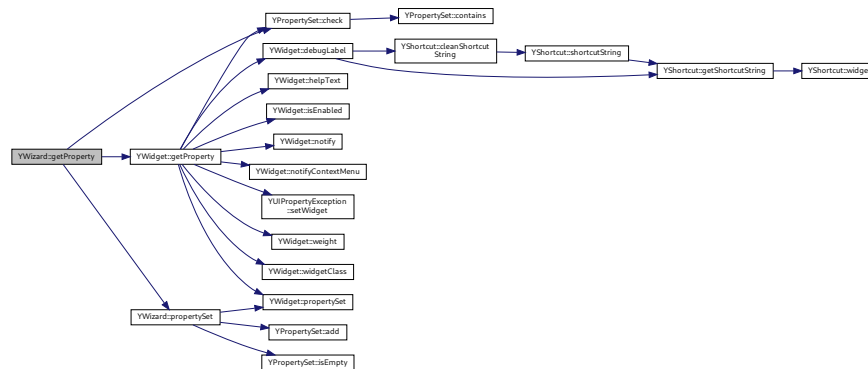 YPropertySet::check
YPropertySet::contains
YWidget::debugLabel
YShortcut::cleanShortcut
String
YShortcut::shortcutString
YShortcut::getShortcutString
YShortcut::widge
YWidget::helpText
YWidget::isEnabled
YWidget::notify
YWizard::getProperty
YWidget::getProperty
YWidget::notifyContextMenu
YUIPropertyException
::setWidget
YWidget::weight
YWidget::widgetClass
YWidget::propertySet
YWizard::propertySet
YPropertySet::add
YPropertySet::isEmpty